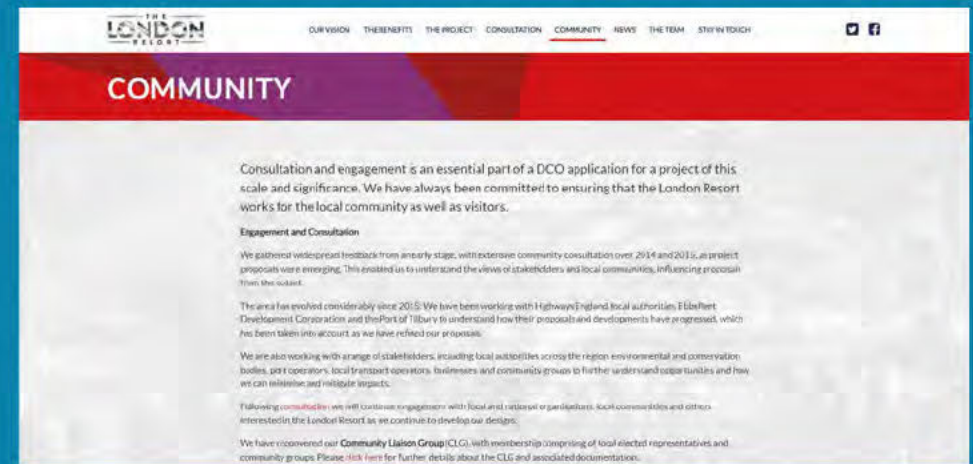 THE
LONDON
RESORT
OUR VISION THE BENEFITS THE PROJECT CONSULTATION COMMUNITY NEWS THE TEAM STAY IN TOUCH
COMMUNITY
Consultation and engagement is an essential part of a DCO application for a project of this
scale and significance. We have always been committed to ensuring that the London Resort
works for the local community as well as visitors.
Engagement and Consultation
We gathered widespread feedback from an early stage, with extensive community consultation over 2014 and 2015, as project
proposals were emerging. This enabled us to understand the views of stakeholders and local communities, influencing proposals
from the outset.
The area has evolved considerably since 2015. We have been working with Highways England, local authorities, Ebbsfleet
Development Corporation and the Port of Tilbury to understand how their proposals and developments have progressed, which
has been taken into account as we have refined our proposals.
We are also working with a range of stakeholders, including local authorities across the region, environmental and conservation
bodies, port operators, local transport operators, businesses and community groups to further understand opportunities and how
we can minimise and mitigate impacts.
Following consultation, we will continue engagement with local and national organisations, local communities and others
interested in the London Resort as we continue to develop our designs.
We have reconvened our Community Liaison Group (CLG), with membership comprising of local elected representatives and
community groups. Please click here for further details about the CLG and associated documentation.